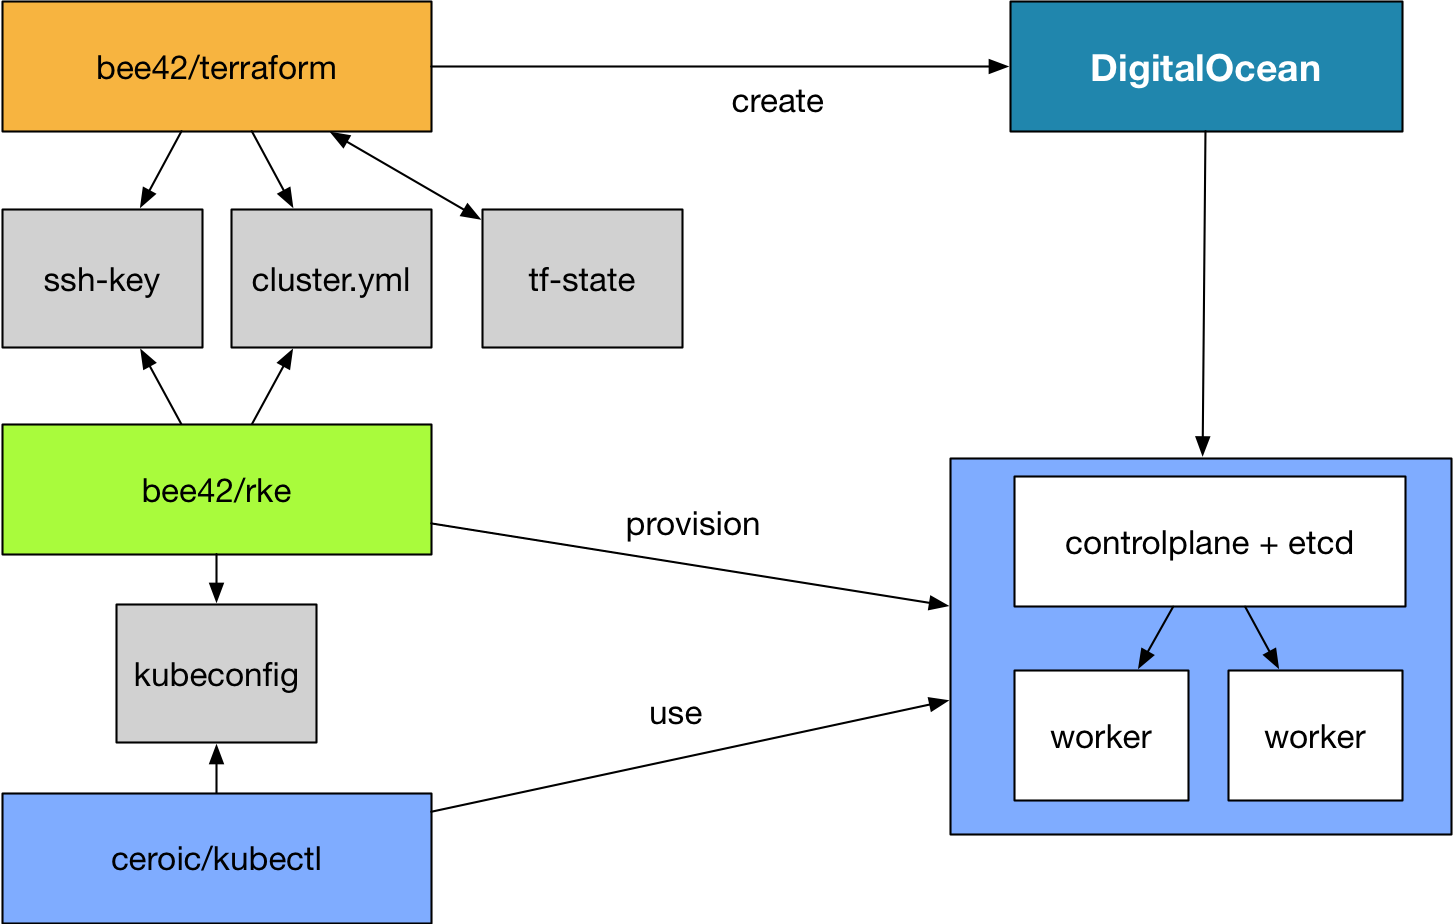 bee42/terraform
create
DigitalOcean
ssh-key
cluster.yml
tf-state
bee42/rke
provision
controlplane + etcd
kubeconfig
use
worker
worker
ceroic/kubectl